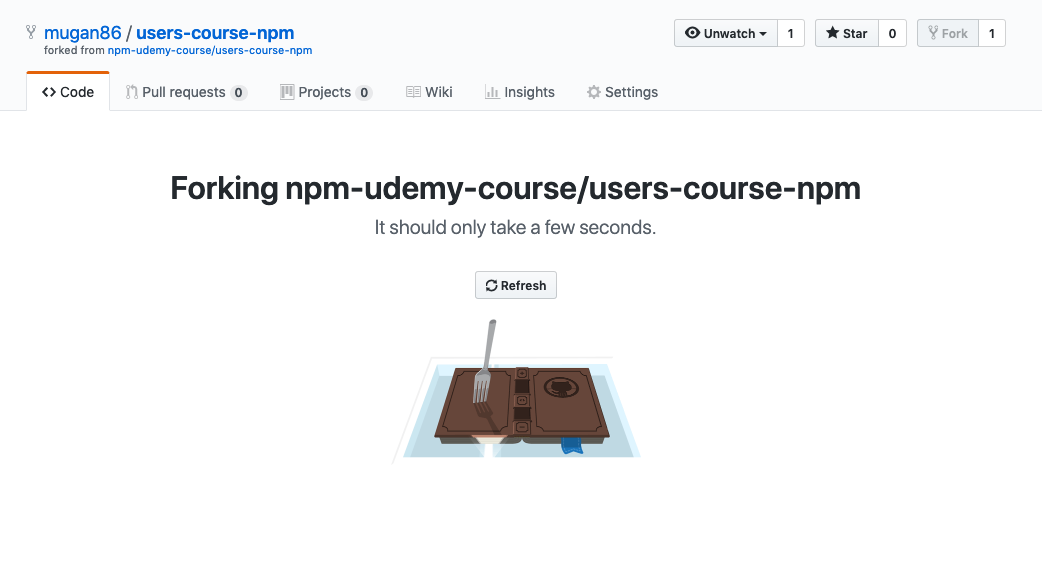 mugan86 / users-course-npm
forked from npm-udemy-course/users-course-npm
Unwatch 1
Star 0
Fork 1
Code
Pull requests 0
Projects 0
Wiki
Insights
Settings
Forking npm-udemy-course/users-course-npm
It should only take a few seconds.
Refresh